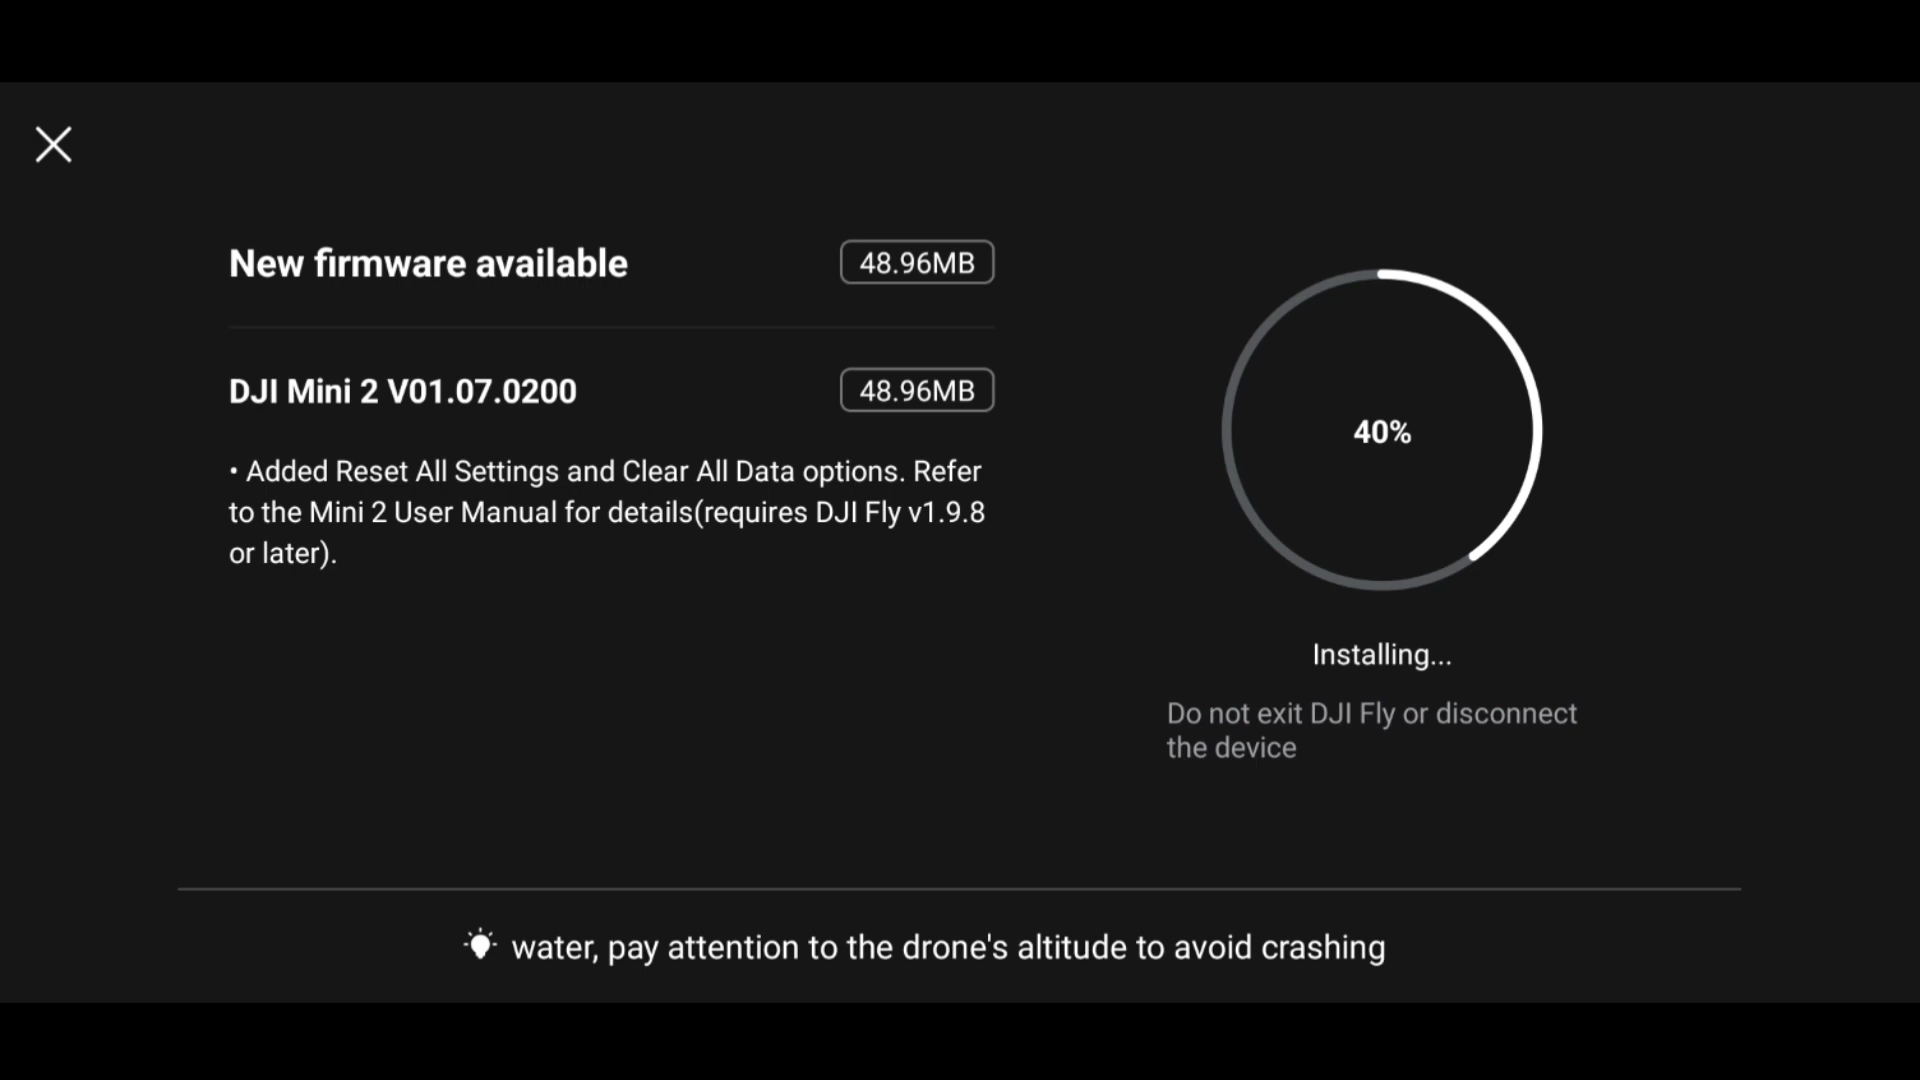 New firmware available
48.96MB
DJI Mini 2 V01.07.0200
48.96MB
• Added Reset All Settings and Clear All Data options. Refer
to the Mini 2 User Manual for details(requires DJI Fly v1.9.8
or later).
40%
Installing...
Do not exit DJI Fly or disconnect
the device
water, pay attention to the drone's altitude to avoid crashing